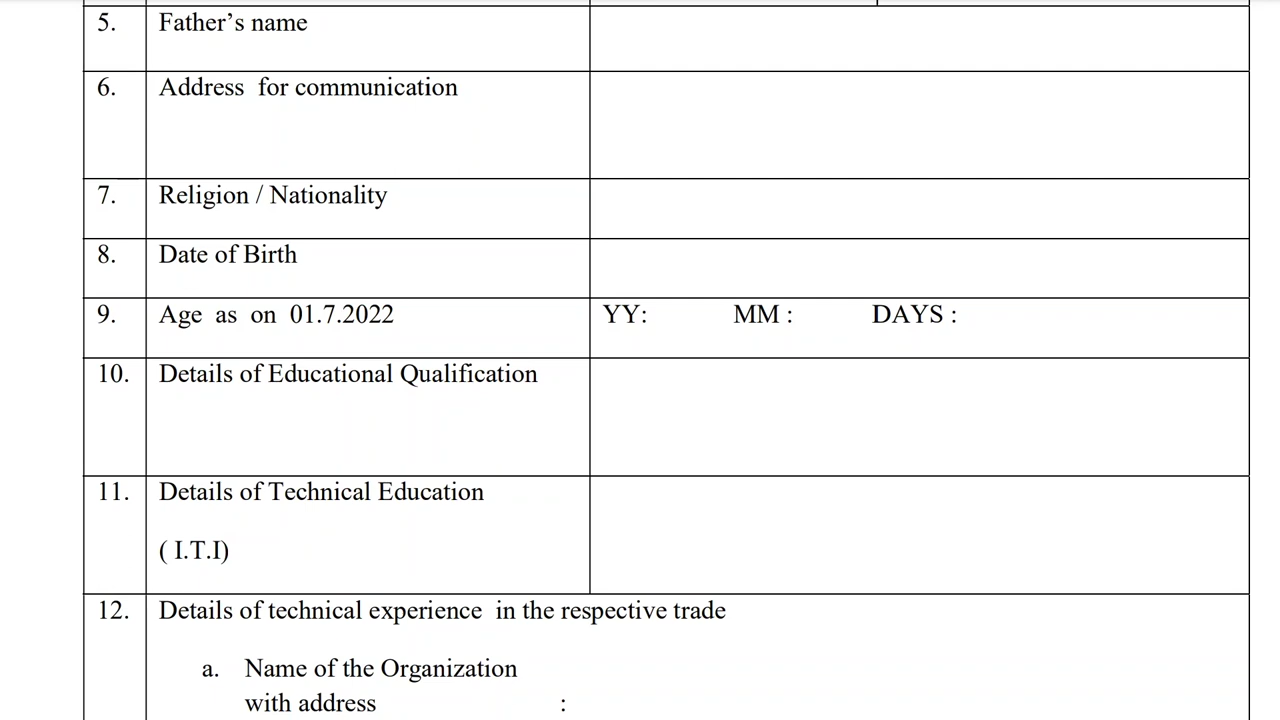 5. Father’s name
6. Address for communication
7. Religion / Nationality
8. Date of Birth
9. Age as on 01.7.2022 YY: MM : DAYS :
10. Details of Educational Qualification
11. Details of Technical Education
( I.T.I)
12. Details of technical experience in the respective trade
a. Name of the Organization
with address :